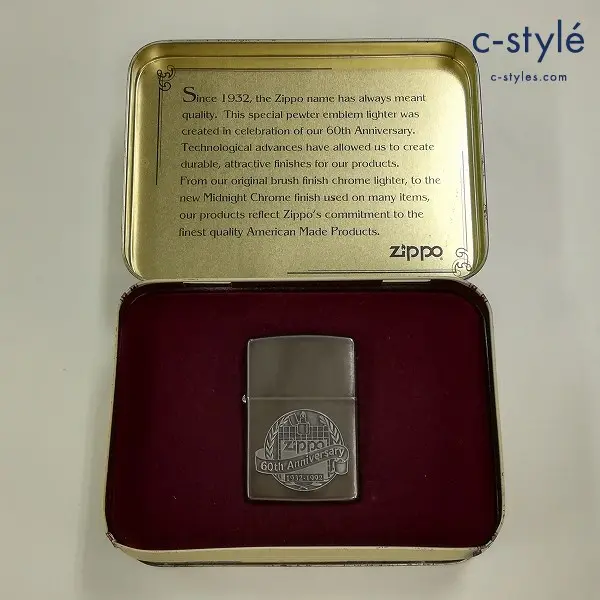 c-stylé
c-styles.com
Since 1932, the Zippo name has always meant
quality. This special pewter emblem lighter was
created in celebration of our 60th Anniversary.
Technological advances have allowed us to create
durable, attractive finishes for our products.
From our original brush finish chrome lighter, to the
new Midnight Chrome finish used on many items,
our products reflect Zippo's commitment to the
finest quality American Made Products.
zippo
zippo
60th Anniversary
1932-1992